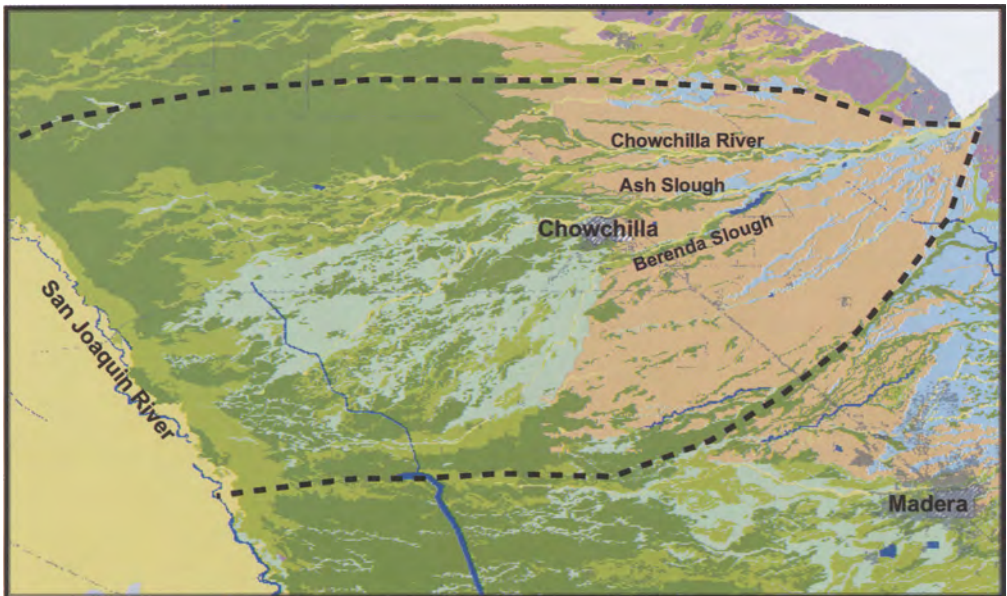 Chowchilla River
Ash Slough
Chowchilla
Berenda Slough
San Joaquin River
Madera